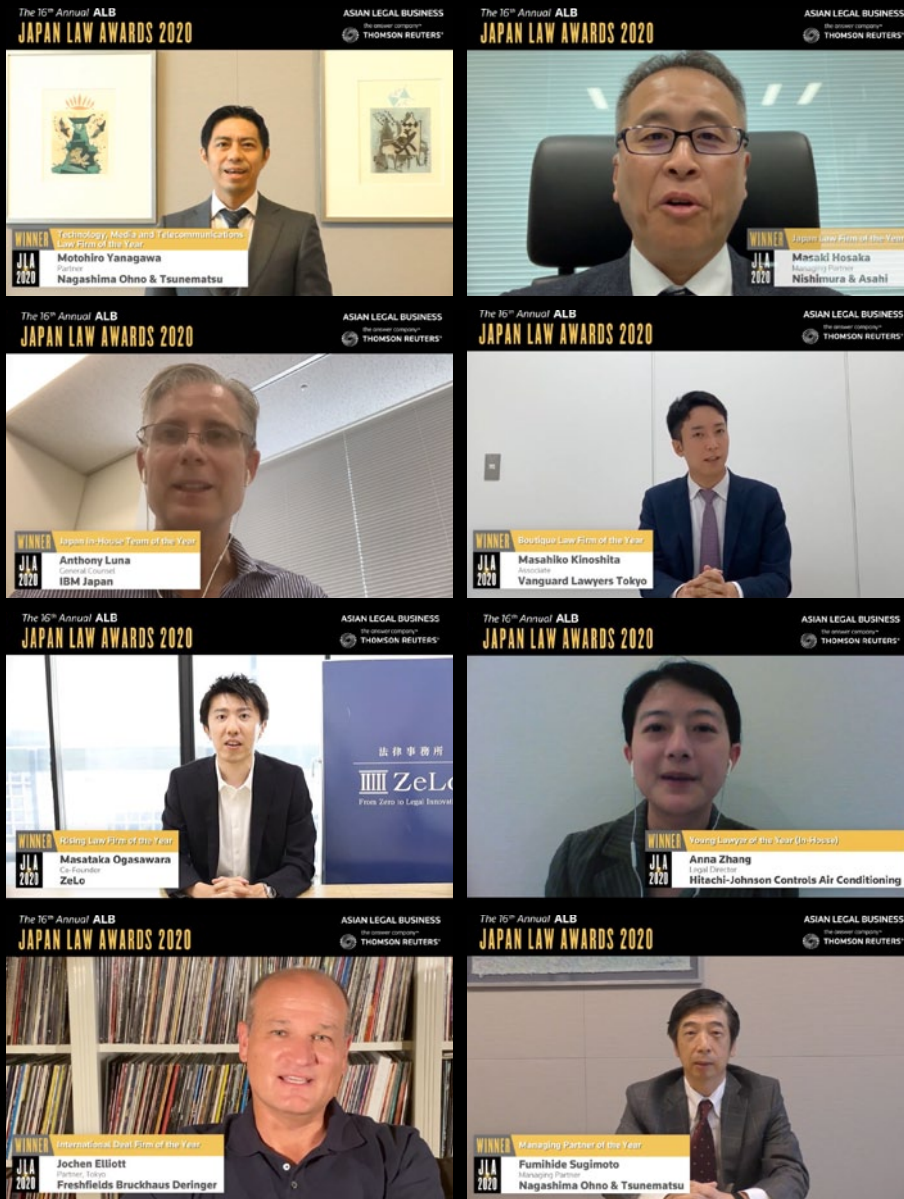 The 16th Annual ALB
JAPAN LAW AWARDS 2020
ASIAN LEGAL BUSINESS
the answer company™
THOMSON REUTERS®
WINNER
Technology, Media and Telecommunications
Law Firm of the Year
JLA
2020
Motohiro Yanagawa
Partner
Nagashima Ohno & Tsunematsu
The 16th Annual ALB
JAPAN LAW AWARDS 2020
ASIAN LEGAL BUSINESS
the answer company™
THOMSON REUTERS®
WINNER
Japan Law Firm of the Year
JLA
2020
Masaki Hosaka
Managing Partner
Nishimura & Asahi
The 16th Annual ALB
JAPAN LAW AWARDS 2020
ASIAN LEGAL BUSINESS
the answer company™
THOMSON REUTERS®
WINNER
Japan In-House Team of the Year
JLA
2020
Anthony Luna
General Counsel
IBM Japan
The 16th Annual ALB
JAPAN LAW AWARDS 2020
ASIAN LEGAL BUSINESS
the answer company™
THOMSON REUTERS®
WINNER
Boutique Law Firm of the Year
JLA
2020
Masahiko Kinoshita
Associate
Vanguard Lawyers Tokyo
The 16th Annual ALB
JAPAN LAW AWARDS 2020
ASIAN LEGAL BUSINESS
the answer company™
THOMSON REUTERS®
法律事務所
ZeLo
From Zero to Legal Innovat
WINNER
Rising Law Firm of the Year
JLA
2020
Masataka Ogasawara
Co-Founder
ZeLo
The 16th Annual ALB
JAPAN LAW AWARDS 2020
ASIAN LEGAL BUSINESS
the answer company™
THOMSON REUTERS®
WINNER
Young Lawyer of the Year (In-House)
JLA
2020
Anna Zhang
Legal Director
Hitachi-Johnson Controls Air Conditioning
The 16th Annual ALB
JAPAN LAW AWARDS 2020
ASIAN LEGAL BUSINESS
the answer company™
THOMSON REUTERS®
WINNER
International Deal Firm of the Year
JLA
2020
Jochen Elliott
Partner, Tokyo
Freshfields Bruckhaus Deringer
The 16th Annual ALB
JAPAN LAW AWARDS 2020
ASIAN LEGAL BUSINESS
the answer company™
THOMSON REUTERS®
WINNER
Managing Partner of the Year
JLA
2020
Fumihide Sugimoto
Managing Partner
Nagashima Ohno & Tsunematsu